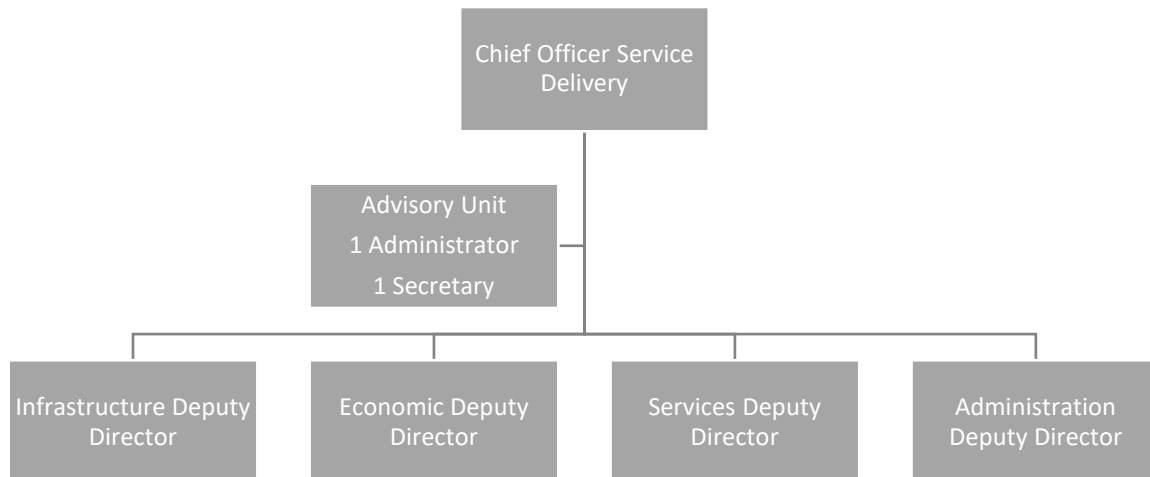 Chief Officer Service
Delivery
Advisory Unit
1 Administrator
1 Secretary
Infrastructure Deputy
Director
Economic Deputy
Director
Services Deputy
Director
Administration
Deputy Director